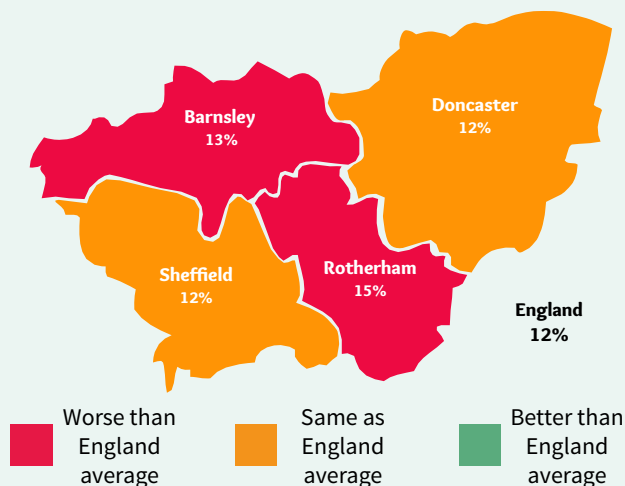 Barnsley
13%
Doncaster
12%
Sheffield
12%
Rotherham
15%
England
12%
Worse than
England
average
Same as
England
average
Better than
England
average